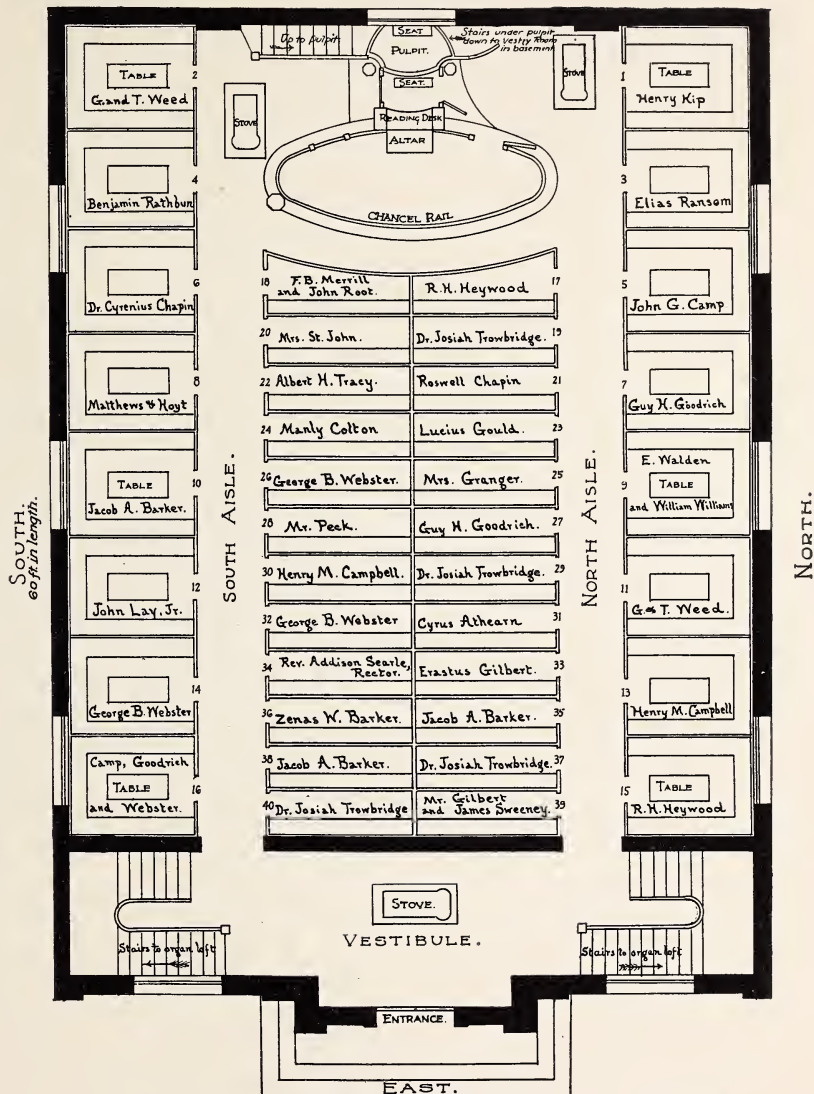 SEAT
PULPIT.
Up to pulpit
Stairs under pulpit
down to Vestry Room
in basement
SEAT.
READING DESK
ALTAR
CHANCEL RAIL
STOVE
STOVE
TABLE
2
G. and T. Weed
4
Benjamin Rathbun
6
Dr. Cyrenius Chapin
8
Matthews & Hoyt
TABLE
10
Jacob A. Barker.
12
John Lay, Jr.
14
George B. Webster
Camp, Goodrich
TABLE
16
and Webster.
SOUTH.
60 ft in length.
SOUTH AISLE.
18
F. B. Merrill
and John Root.
R. H. Heywood
17
20
Mrs. St. John.
Dr. Josiah Trowbridge.
19
22
Albert H. Tracy.
Roswell Chapin
21
24
Manly Colton
Lucius Gould.
23
26
George B. Webster.
Mrs. Granger.
25
28
Mr. Peck
Guy H. Goodrich.
27
30
Henry M. Campbell.
Dr. Josiah Trowbridge.
29
32
George B. Webster
Cyrus Athearn
31
34
Rev. Addison Searle,
Rector.
Erastus Gilbert.
33
36
Zenas W. Barker.
Jacob A. Barker.
35
38
Jacob A. Barker.
Dr. Josiah Trowbridge.
37
40
Dr. Josiah Trowbridge
Mr. Gilbert
and James Sweeney.
39
NORTH AISLE.
1
TABLE
Henry Kip
3
Elias Ransom
5
John G. Camp
7
Guy H. Goodrich
E. Walden
9
TABLE
and William Williams
11
G. & T. Weed.
13
Henry M. Campbell
15
TABLE
R. H. Heywood
NORTH.
STOVE.
VESTIBULE.
Stairs to organ loft
Stairs to organ loft
ENTRANCE.
EAST.